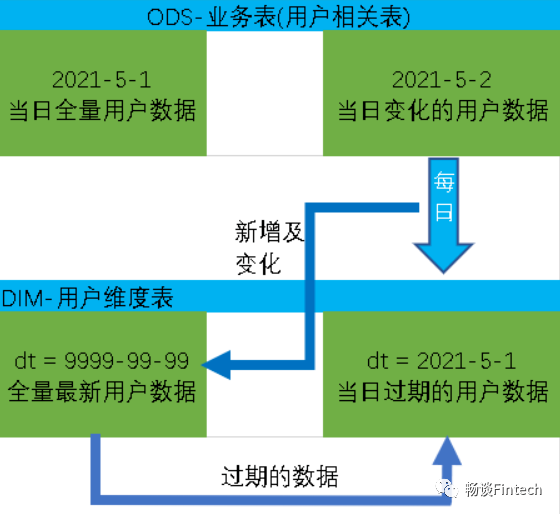 ODS-业务表(用户相关表)
2021-5-1
当日全量用户数据
2021-5-2
当日变化的用户数据
每
日
新增及
变化
DIM-用户维度表
dt = 9999-99-99
全量最新用户数据
dt = 2021-5-1
当日过期的用户数据
过期的数据
畅谈Fintech